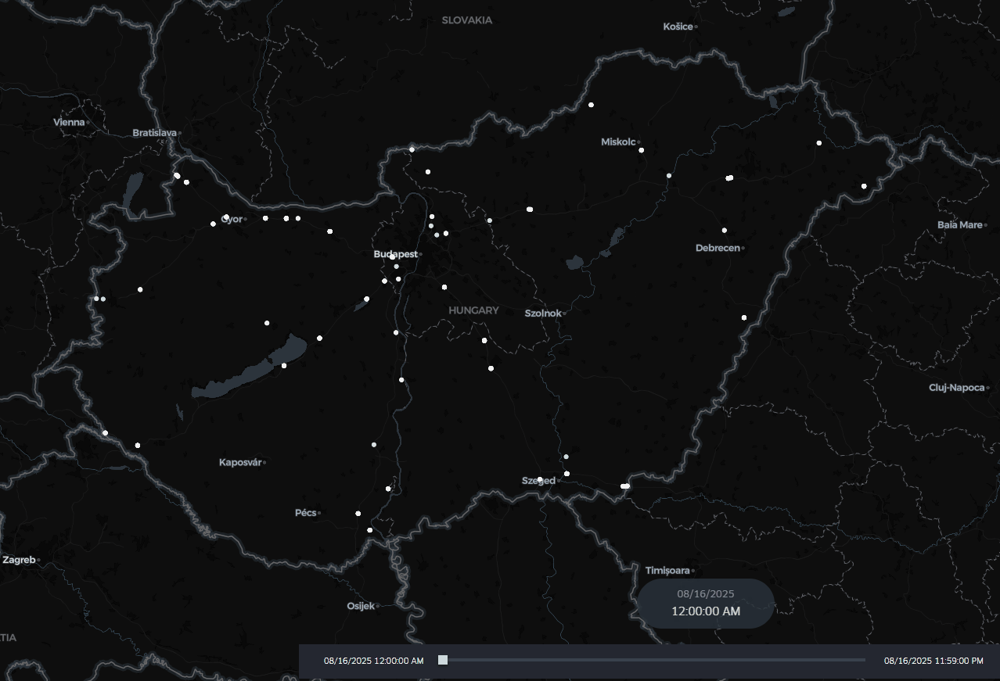 SLOVAKIA
Košice
Vienna
Bratislava
Miskolc
Gyor
Baia Mare
Budapest
Debrecen
HUNGARY
Szolnok
Cluj-Napoca
Kaposvár
Szeged
Pécs
Zagreb
Timișoara
08/16/2025
Osijek
12:00:00 AM
TIA
08/16/2025 12:00:00 AM
08/16/2025 11:59:00 PM